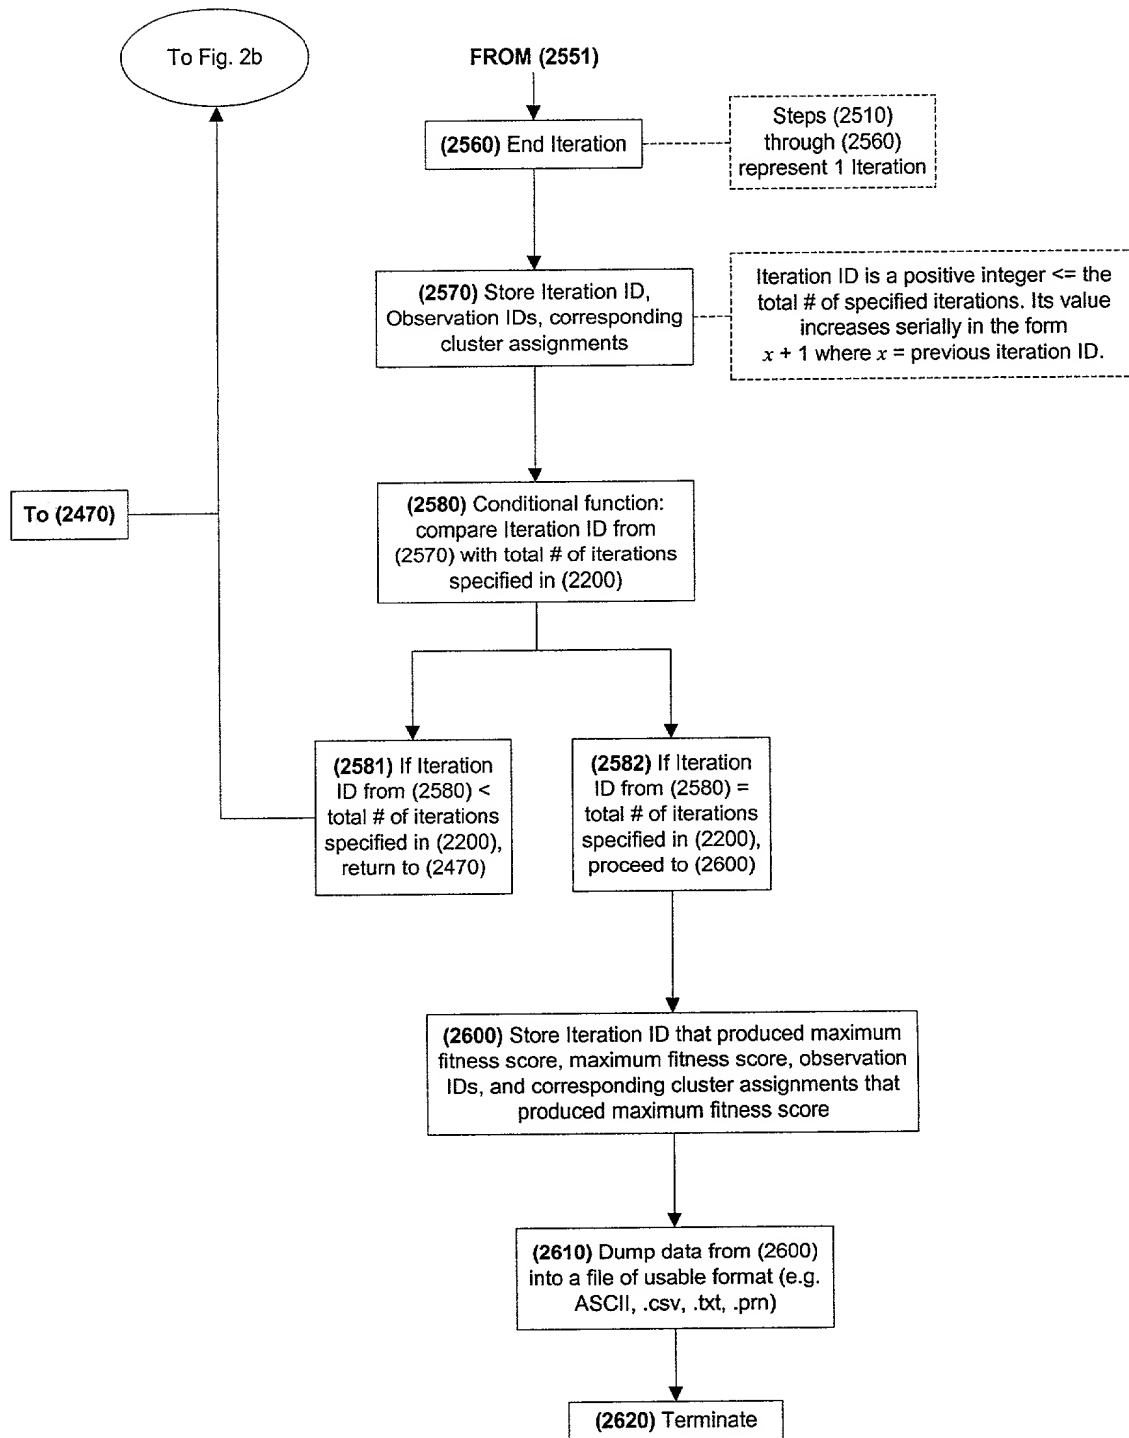 To Fig. 2b
FROM (2551)
(2560) End Iteration
Steps (2510)
through (2560)
represent 1 Iteration
(2570) Store Iteration ID,
Observation IDs, corresponding
cluster assignments
Iteration ID is a positive integer <= the
total # of specified iterations. Its value
increases serially in the form
x + 1 where x = previous iteration ID.
To (2470)
(2580) Conditional function:
compare Iteration ID from
(2570) with total # of iterations
specified in (2200)
(2581) If Iteration
ID from (2580) <
total # of iterations
specified in (2200),
return to (2470)
(2582) If Iteration
ID from (2580) =
total # of iterations
specified in (2200),
proceed to (2600)
(2600) Store Iteration ID that produced maximum
fitness score, maximum fitness score, observation
IDs, and corresponding cluster assignments that
produced maximum fitness score
(2610) Dump data from (2600)
into a file of usable format (e.g.
ASCII, .csv, .txt, .prn)
(2620) Terminate